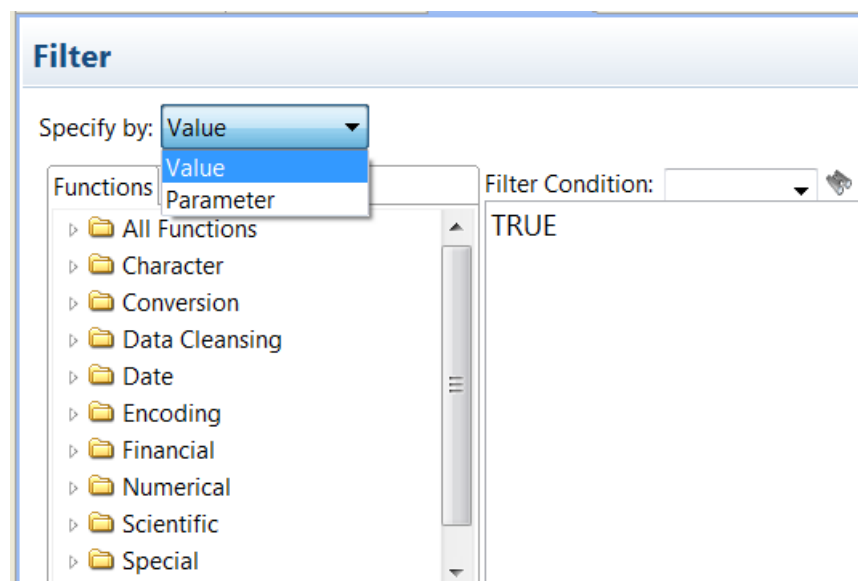 Filter
Specify by: Value
Value
Parameter
Functions
All Functions
Character
Conversion
Data Cleansing
Date
Encoding
Financial
Numerical
Scientific
Special
Filter Condition:
TRUE